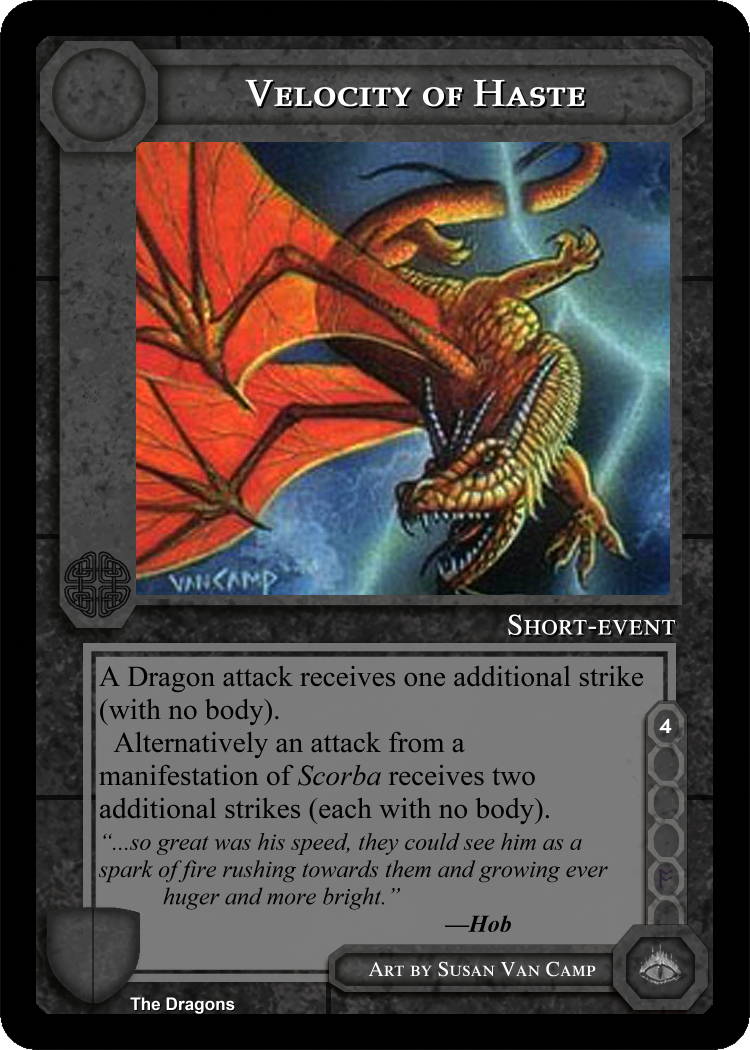 Velocity of Haste
VANCAMP
Short-event
A Dragon attack receives one additional strike
(with no body).
Alternatively an attack from a
manifestation of Scorba receives two
additional strikes (each with no body).
“...so great was his speed, they could see him as a
spark of fire rushing towards them and growing ever
huger and more bright.”
—Hob
4
Art by Susan Van Camp
The Dragons